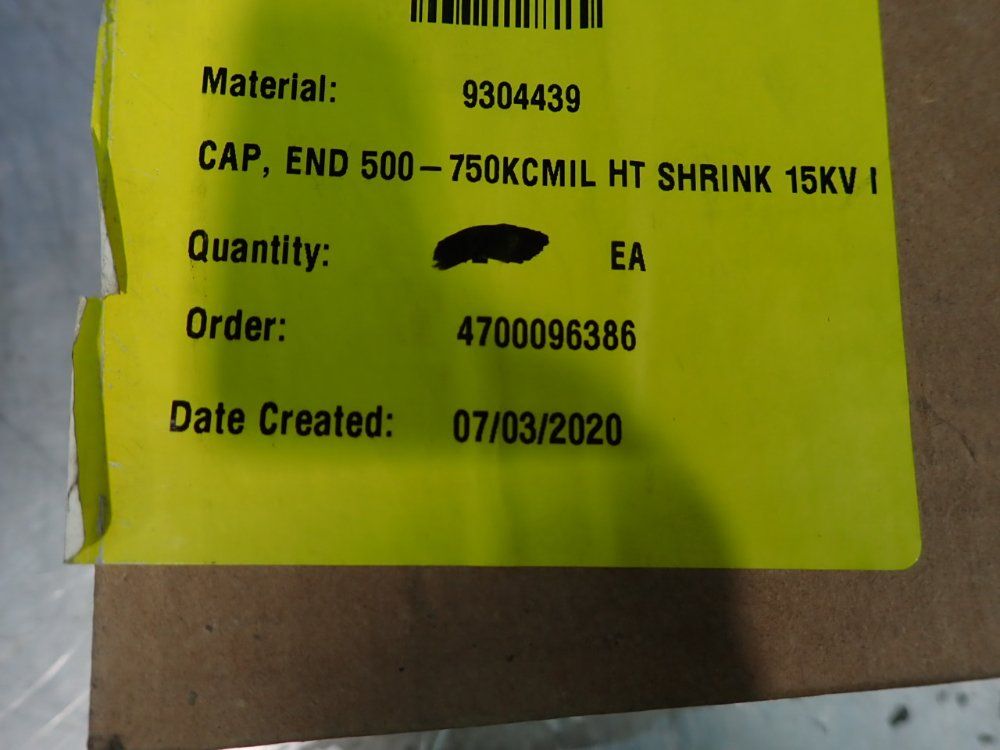 Material: 9304439
CAP, END 500-750KCMIL HT SHRINK 15KV I
Quantity: EA
Order: 4700096386
Date Created: 07/03/2020